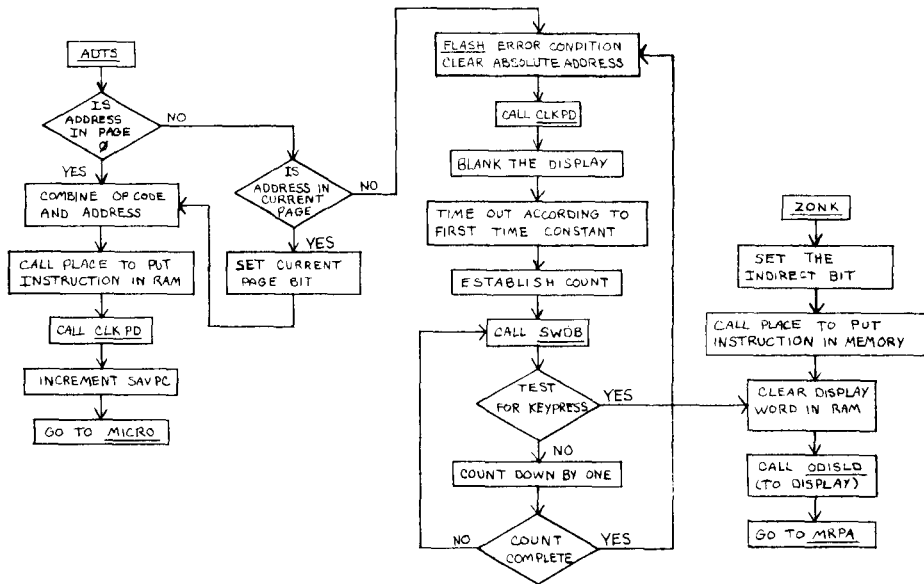 ADTS
IS
ADDRESS
IN PAGE
Ø
NO
YES
COMBINE OP CODE
AND ADDRESS
CALL PLACE TO PUT
INSTRUCTION IN RAM
CALL CLKPD
INCREMENT SAVPC
GO TO MICRO
IS
ADDRESS IN
CURRENT
PAGE
NO
YES
SET CURRENT
PAGE BIT
FLASH ERROR CONDITION
CLEAR ABSOLUTE ADDRESS
CALL CLKPD
BLANK THE DISPLAY
TIME OUT ACCORDING TO
FIRST TIME CONSTANT
ESTABLISH COUNT
CALL SWDB
TEST
FOR KEYPRESS
YES
NO
COUNT DOWN BY ONE
NO
COUNT
COMPLETE
YES
ZONK
SET THE
INDIRECT BIT
CALL PLACE TO PUT
INSTRUCTION IN MEMORY
CLEAR DISPLAY
WORD IN RAM
CALL ODISLD
(TO DISPLAY)
GO TO MRPA